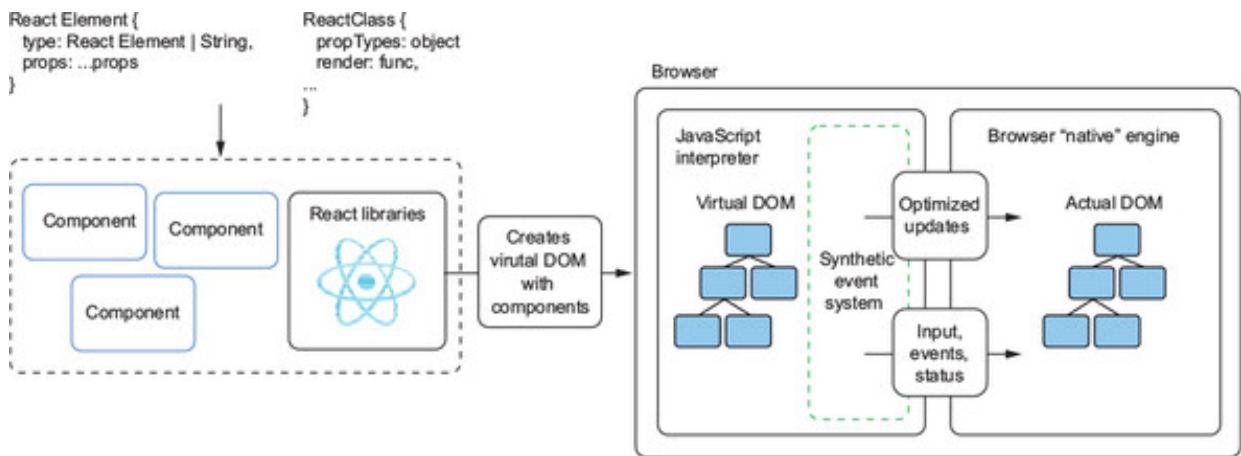 React Element {
type: React Element | String,
props: ...props
}
ReactClass {
propTypes: object
render: func,
...
}
Component
Component
Component
React libraries
Creates
virutal DOM
with
components
Browser
JavaScript
interpreter
Virtual DOM
Synthetic
event
system
Optimized
updates
Input,
events,
status
Browser “native” engine
Actual DOM